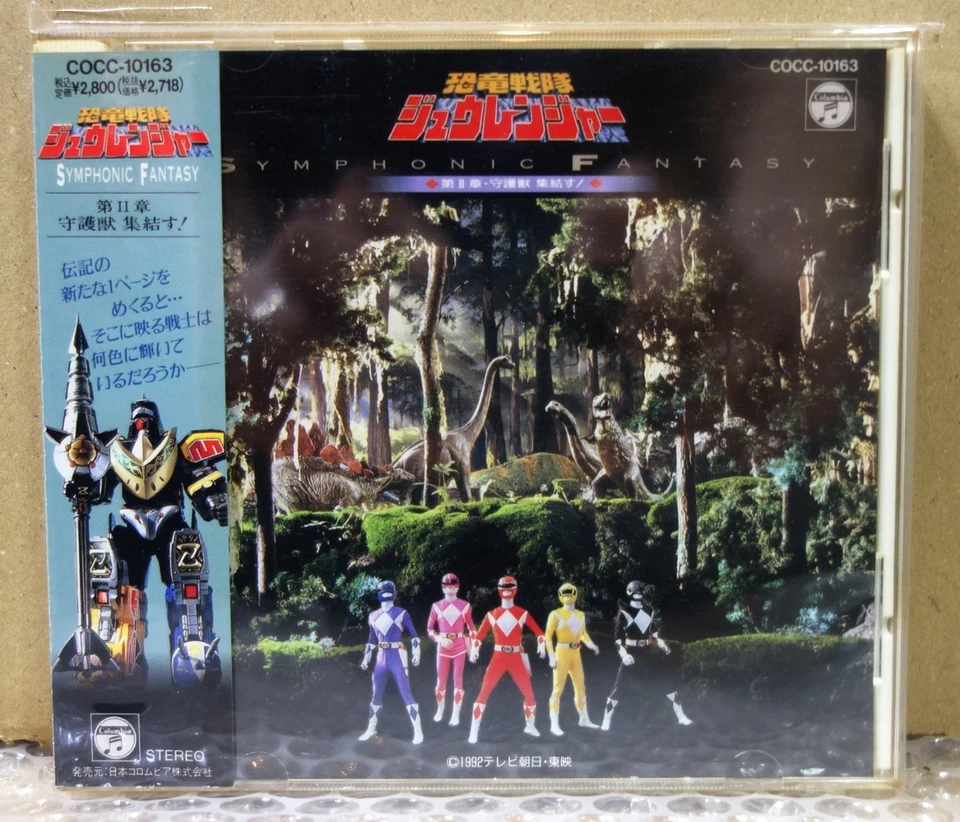 COCC-10163
税込定価¥2,800(税抜価格¥2,718)
恐竜戦隊
ジュウレンジャー
SYMPHONIC FANTASY
第II章
守護獣 集結す!
伝記の
新たな1ページを
めくると…
そこに映る戦士は
何色に輝いて
いるだろうか——
Columbia
STEREO
発売元:日本コロムビア株式会社
COCC-10163
Columbia
恐竜戦隊
ジュウレンジャー
SYMPHONIC FANTASY
第II章・守護獣 集結す!
©1992テレビ朝日・東映